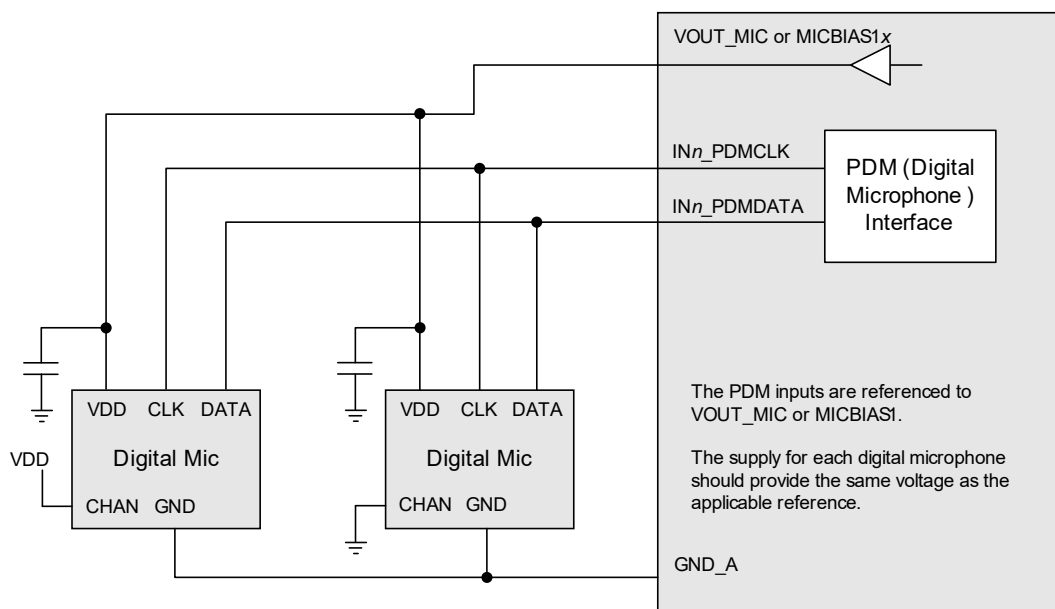 VOUT_MIC or MICBIAS1x
INn_PDMCLK
PDM (Digital
Microphone )
Interface
INn_PDMDATA
VDD CLK DATA
Digital Mic
VDD
CHAN GND
VDD CLK DATA
Digital Mic
CHAN GND
The PDM inputs are referenced to
VOUT_MIC or MICBIAS1.
The supply for each digital microphone
should provide the same voltage as the
applicable reference.
GND_A